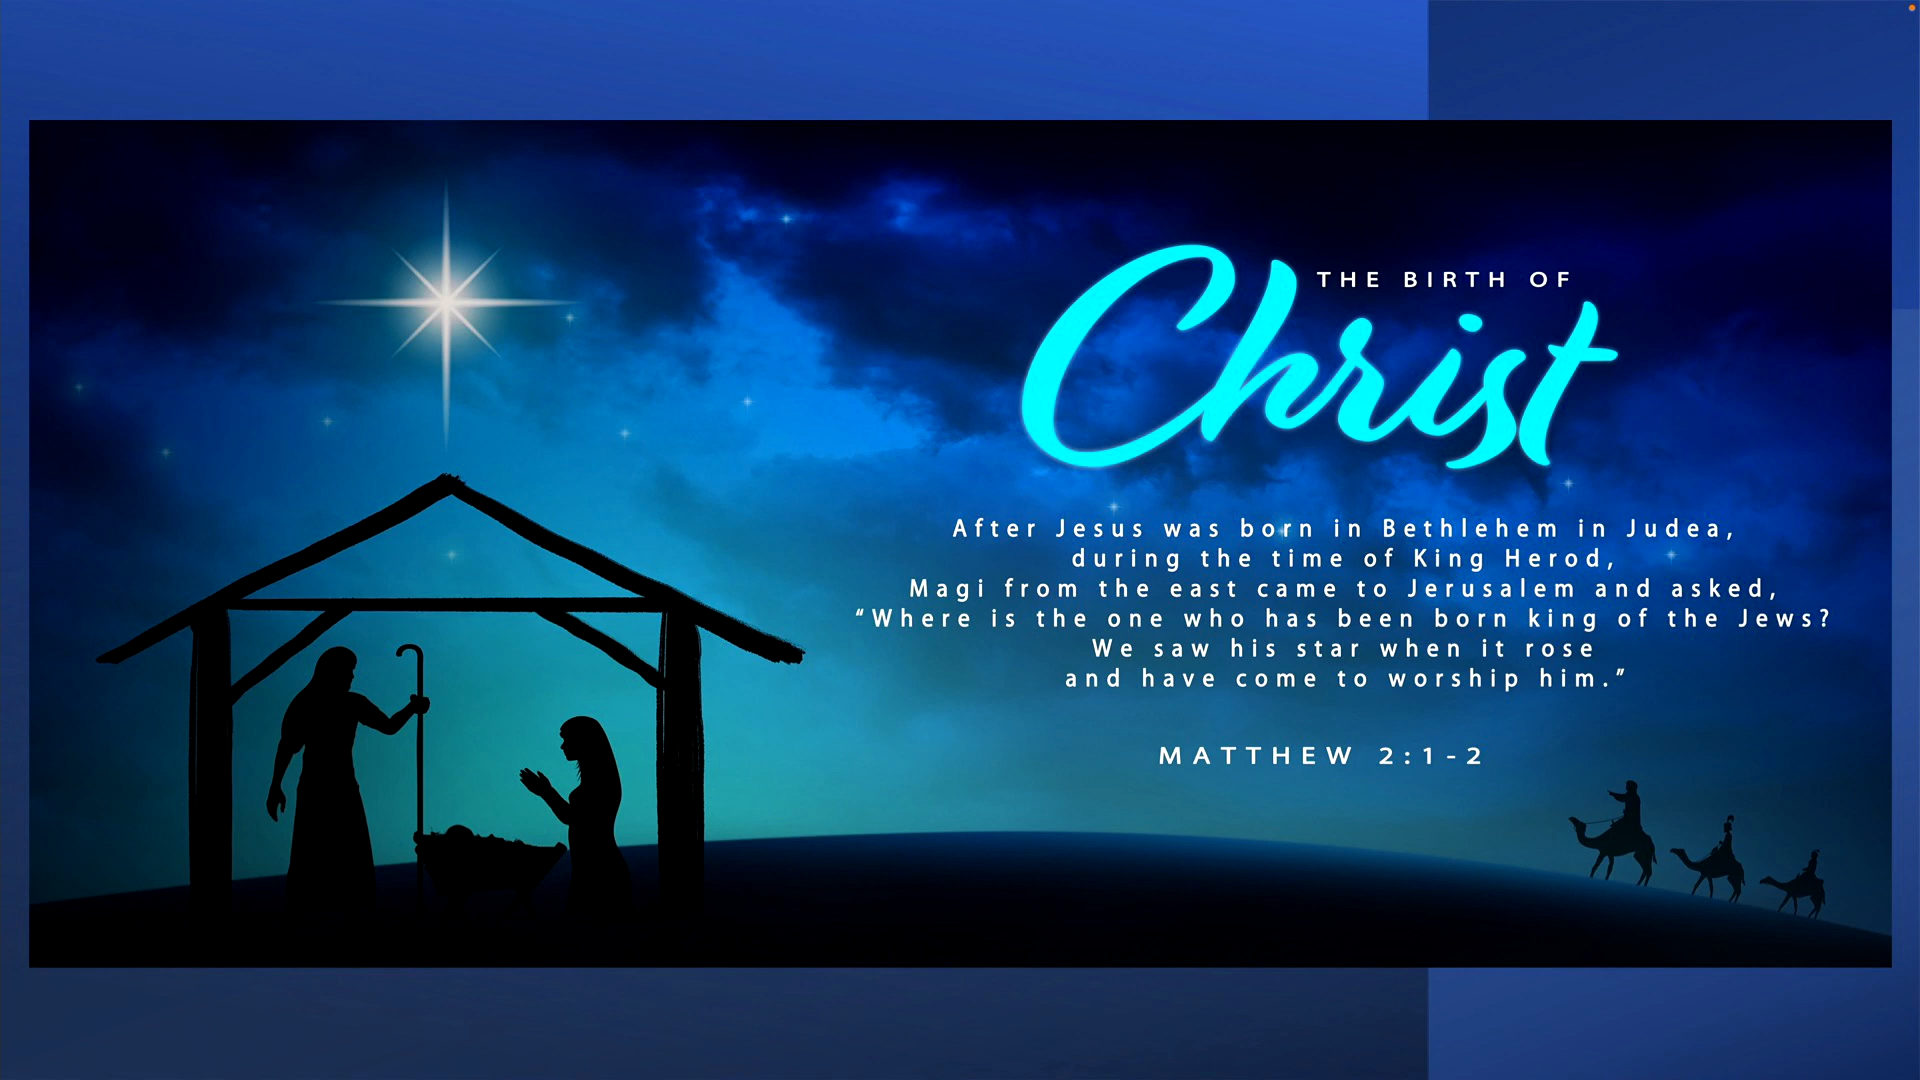 THE BIRTH OF
Christ
After Jesus was born in Bethlehem in Judea,
during the time of King Herod,
Magi from the east came to Jerusalem and asked,
“Where is the one who has been born king of the Jews?
We saw his star when it rose
and have come to worship him.”
MATTHEW 2:1-2